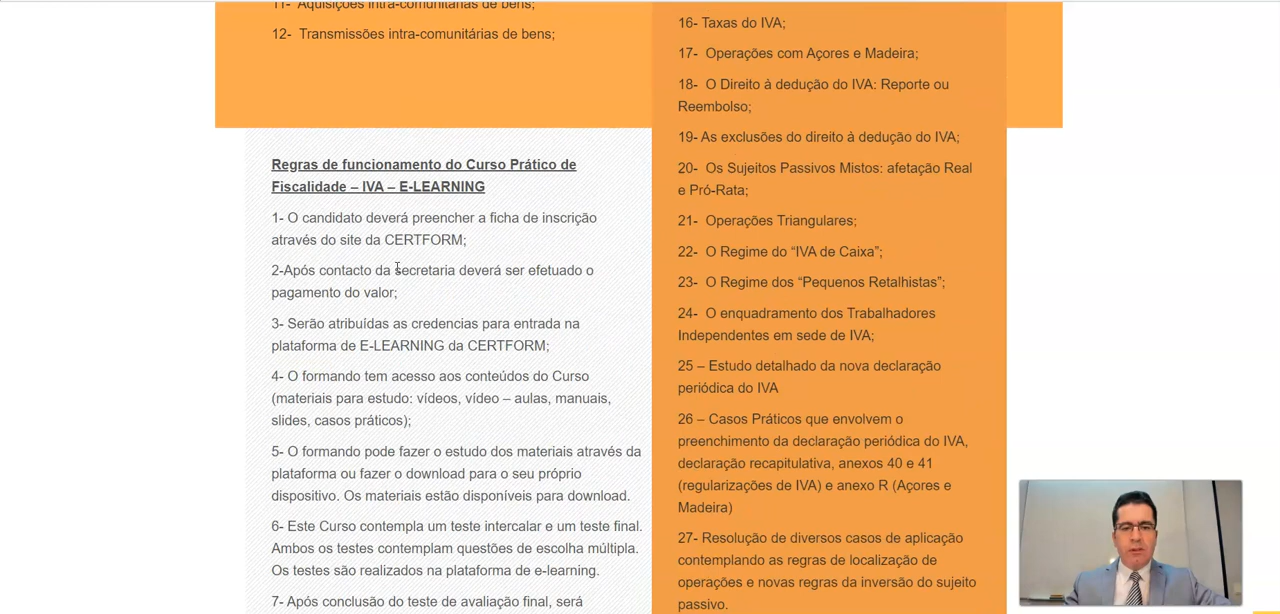 11- Aquisições intra-comunitárias de bens;
12- Transmissões intra-comunitárias de bens;
Regras de funcionamento do Curso Prático de
Fiscalidade – IVA – E-LEARNING
1- O candidato deverá preencher a ficha de inscrição
através do site da CERTFORM;
2-Após contacto da secretaria deverá ser efetuado o
pagamento do valor;
3- Serão atribuídas as credencias para entrada na
plataforma de E-LEARNING da CERTFORM;
4- O formando tem acesso aos conteúdos do Curso
(materiais para estudo: vídeos, vídeo – aulas, manuais,
slides, casos práticos);
5- O formando pode fazer o estudo dos materiais através da
plataforma ou fazer o download para o seu próprio
dispositivo. Os materiais estão disponíveis para download.
6- Este Curso contempla um teste intercalar e um teste final.
Ambos os testes contemplam questões de escolha múltipla.
Os testes são realizados na plataforma de e-learning.
7- Após conclusão do teste de avaliação final, será
16- Taxas do IVA;
17- Operações com Açores e Madeira;
18- O Direito á dedução do IVA: Reporte ou
Reembolso;
19- As exclusões do direito á dedução do IVA;
20- Os Sujeitos Passivos Mistos: afetação Real
e Pró-Rata;
21- Operações Triangulares;
22- O Regime do “IVA de Caixa”;
23- O Regime dos “Pequenos Retalhistas”;
24- O enquadramento dos Trabalhadores
Independentes em sede de IVA;
25 – Estudo detalhado da nova declaração
periódica do IVA
26 – Casos Práticos que envolvem o
preenchimento da declaração periódica do IVA,
declaração recapitulativa, anexos 40 e 41
(regularizações de IVA) e anexo R (Açores e
Madeira)
27- Resolução de diversos casos de aplicação
contemplando as regras de localização de
operações e novas regras da inversão do sujeito
passivo.